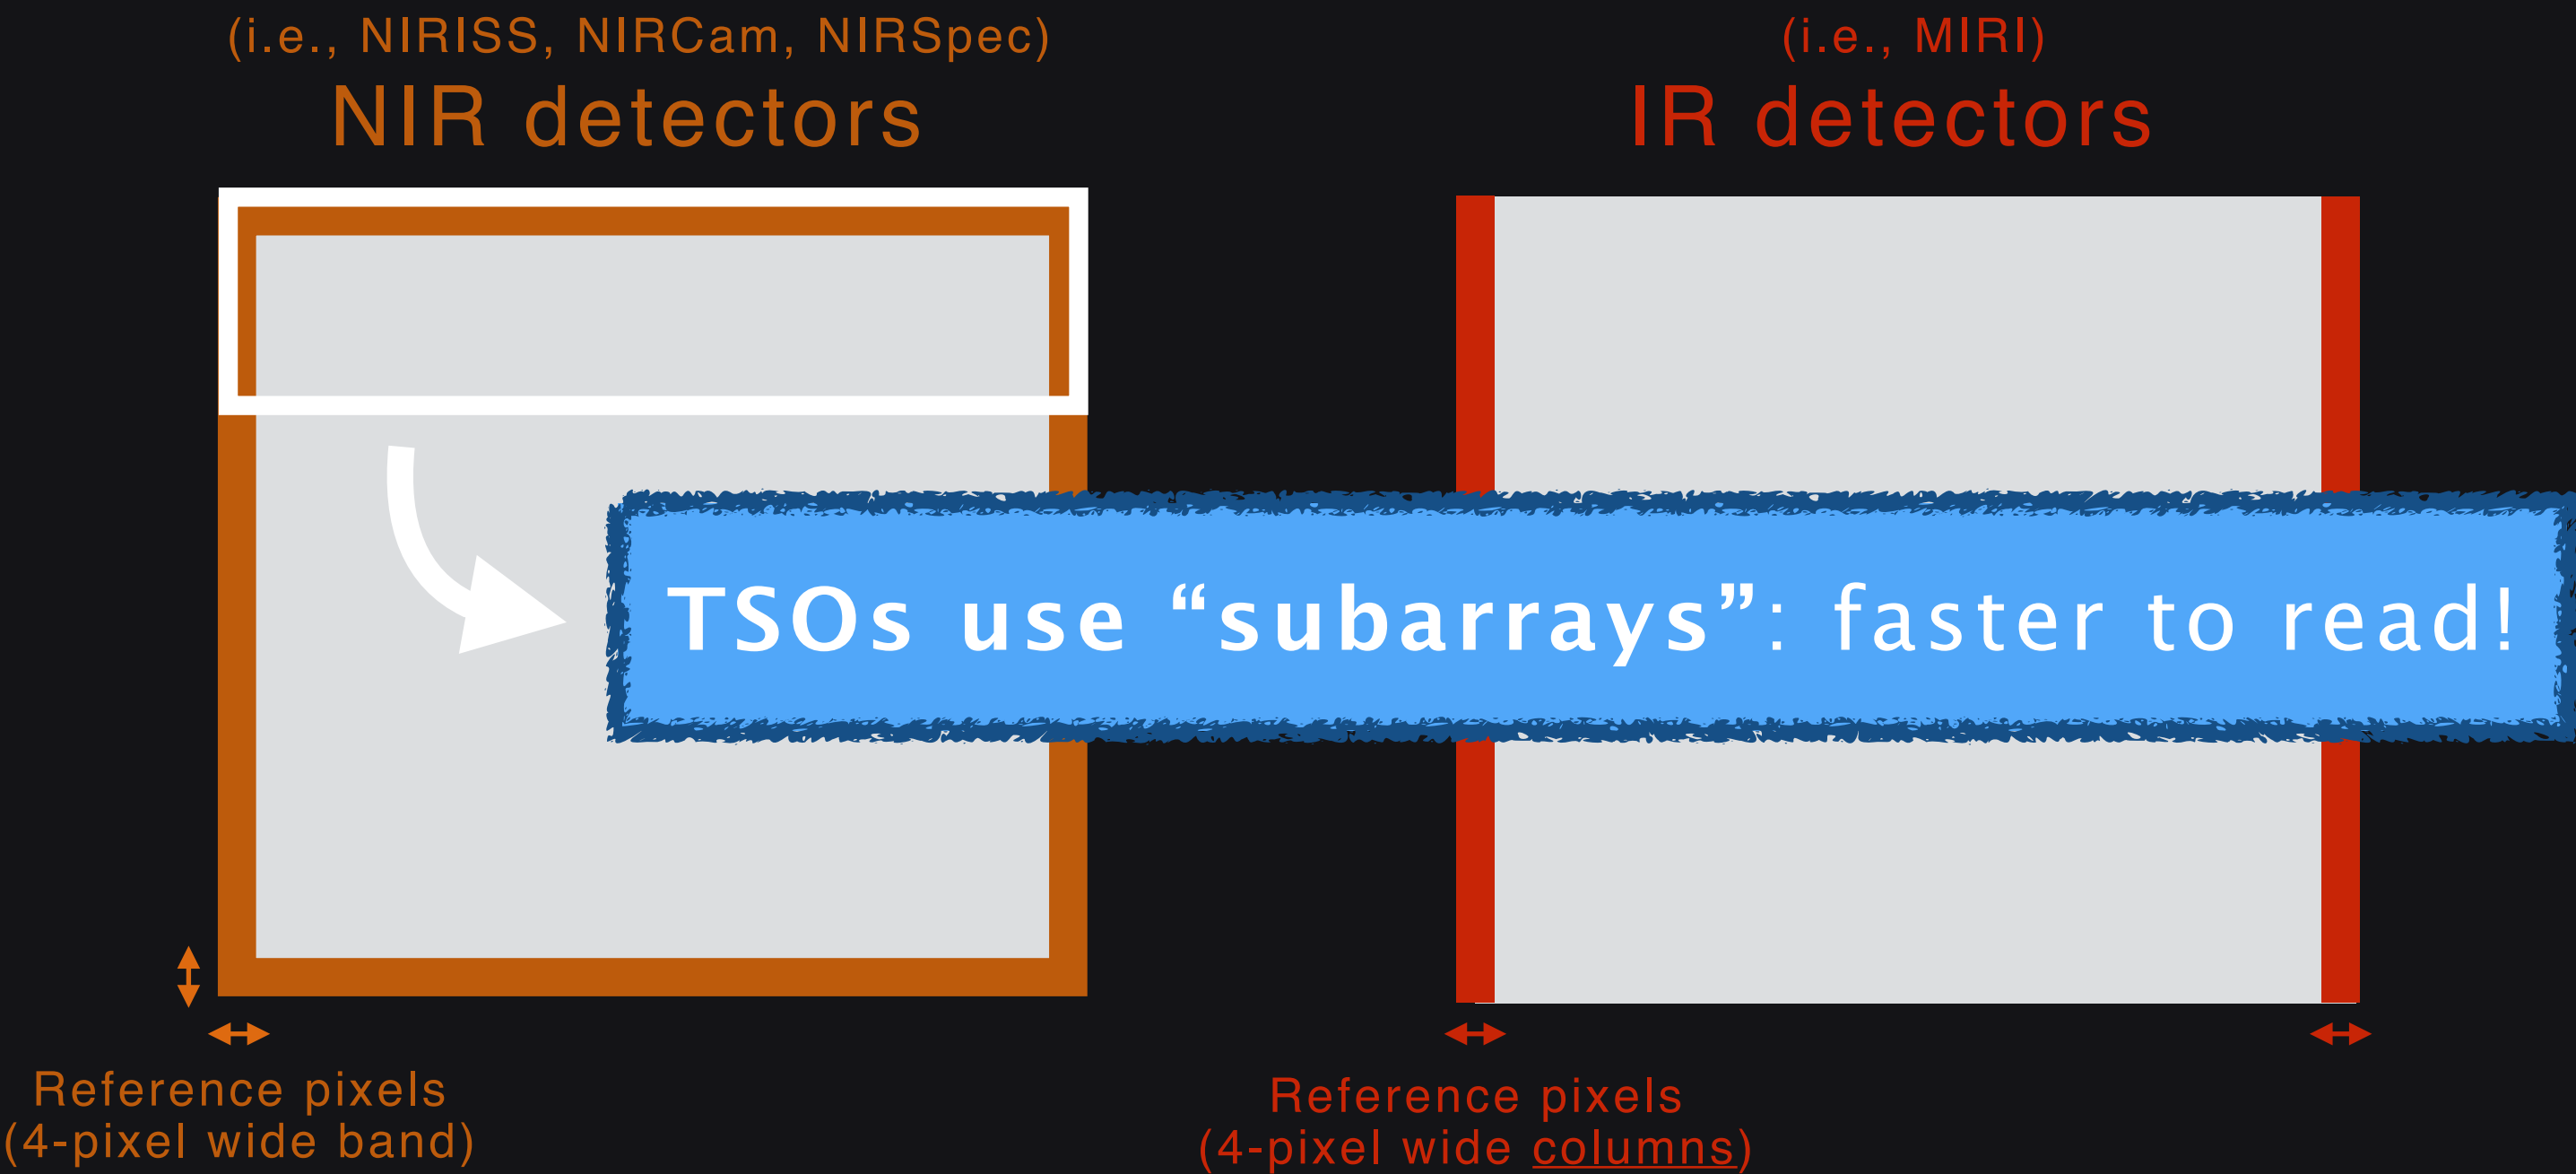 (i.e., NIRISS, NIRCam, NIRSpec)
NIR detectors
(i.e., MIRI)
IR detectors
TSOs use “subarrays”: faster to read!
Reference pixels
(4-pixel wide band)
Reference pixels
(4-pixel wide columns)